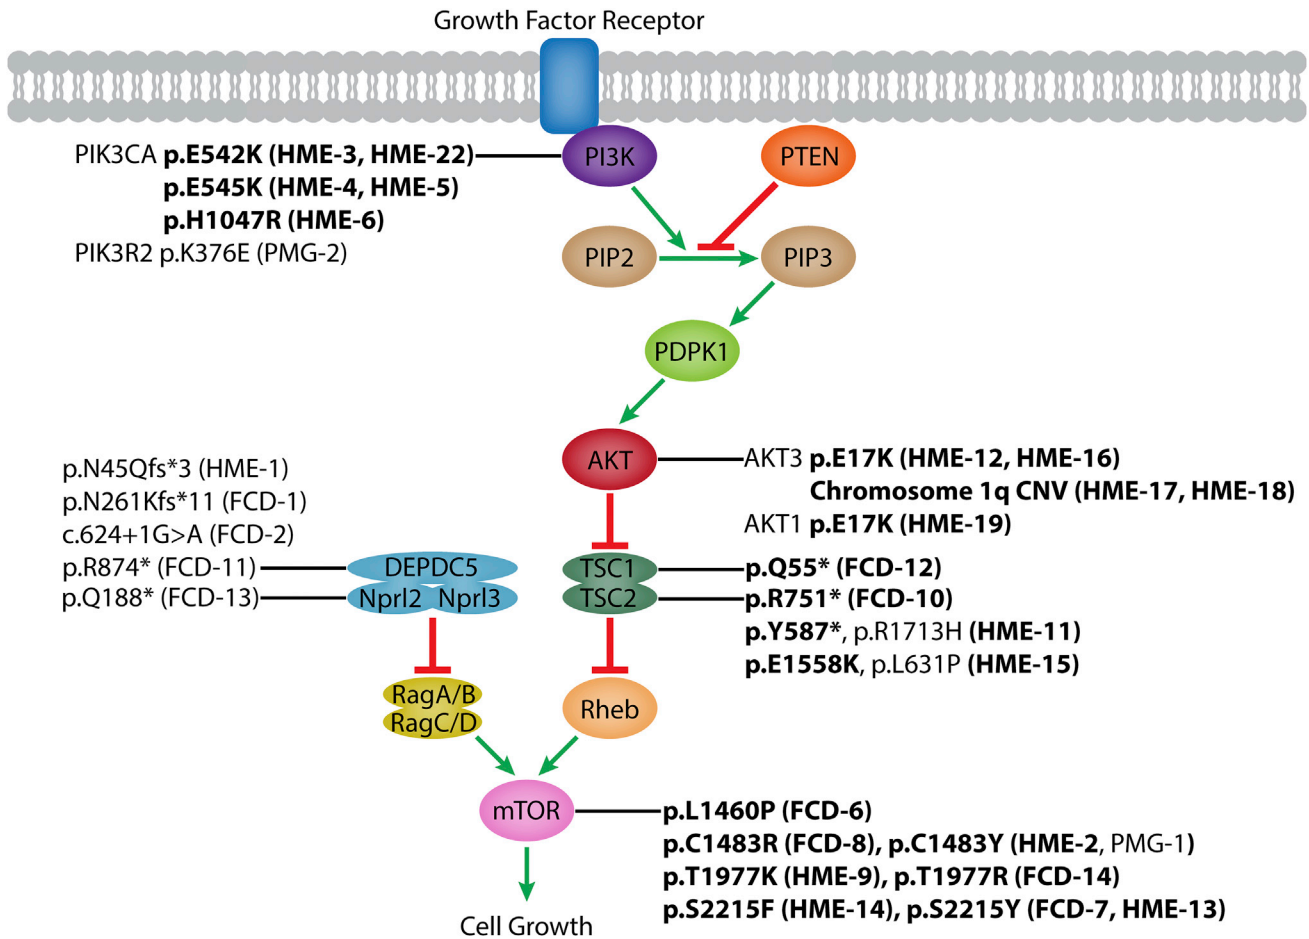 Growth Factor Receptor
PIK3CA p.E542K (HME-3, HME-22)
p.E545K (HME-4, HME-5)
p.H1047R (HME-6)
PIK3R2 p.K376E (PMG-2)
PI3K
PTEN
PIP2
PIP3
PDPK1
AKT
AKT3 p.E17K (HME-12, HME-16)
Chromosome 1q CNV (HME-17, HME-18)
AKT1 p.E17K (HME-19)
p.N45Qfs*3 (HME-1)
p.N261Kfs*11 (FCD-1)
c.624+1G>A (FCD-2)
p.R874* (FCD-11)
p.Q188* (FCD-13)
DEPDC5
Nprl2 Nprl3
TSC1
TSC2
p.Q55* (FCD-12)
p.R751* (FCD-10)
p.Y587*, p.R1713H (HME-11)
p.E1558K, p.L631P (HME-15)
RagA/B
RagC/D
Rheb
mTOR
p.L1460P (FCD-6)
p.C1483R (FCD-8), p.C1483Y (HME-2, PMG-1)
p.T1977K (HME-9), p.T1977R (FCD-14)
p.S2215F (HME-14), p.S2215Y (FCD-7, HME-13)
Cell Growth